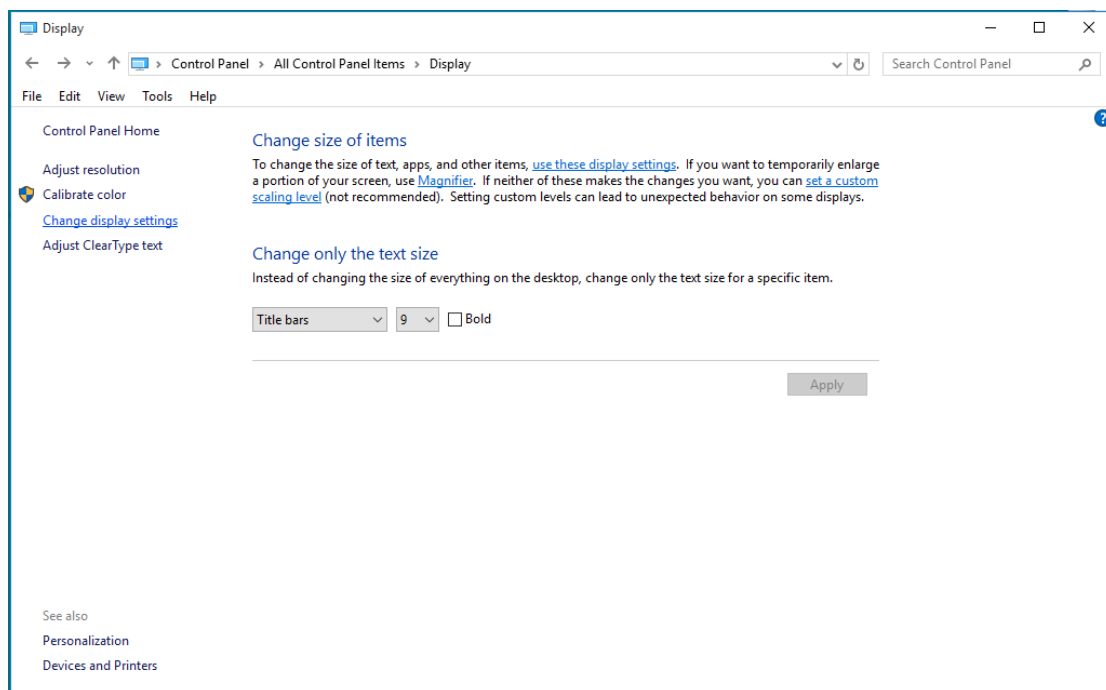 Display
Control Panel > All Control Panel Items > Display
Search Control Panel
File Edit View Tools Help
Control Panel Home
Adjust resolution
Calibrate color
Change display settings
Adjust ClearType text
Change size of items
To change the size of text, apps, and other items, use these display settings. If you want to temporarily enlarge
a portion of your screen, use Magnifier. If neither of these makes the changes you want, you can set a custom
scaling level (not recommended). Setting custom levels can lead to unexpected behavior on some displays.
Change only the text size
Instead of changing the size of everything on the desktop, change only the text size for a specific item.
Title bars 9 Bold
Apply
See also
Personalization
Devices and Printers